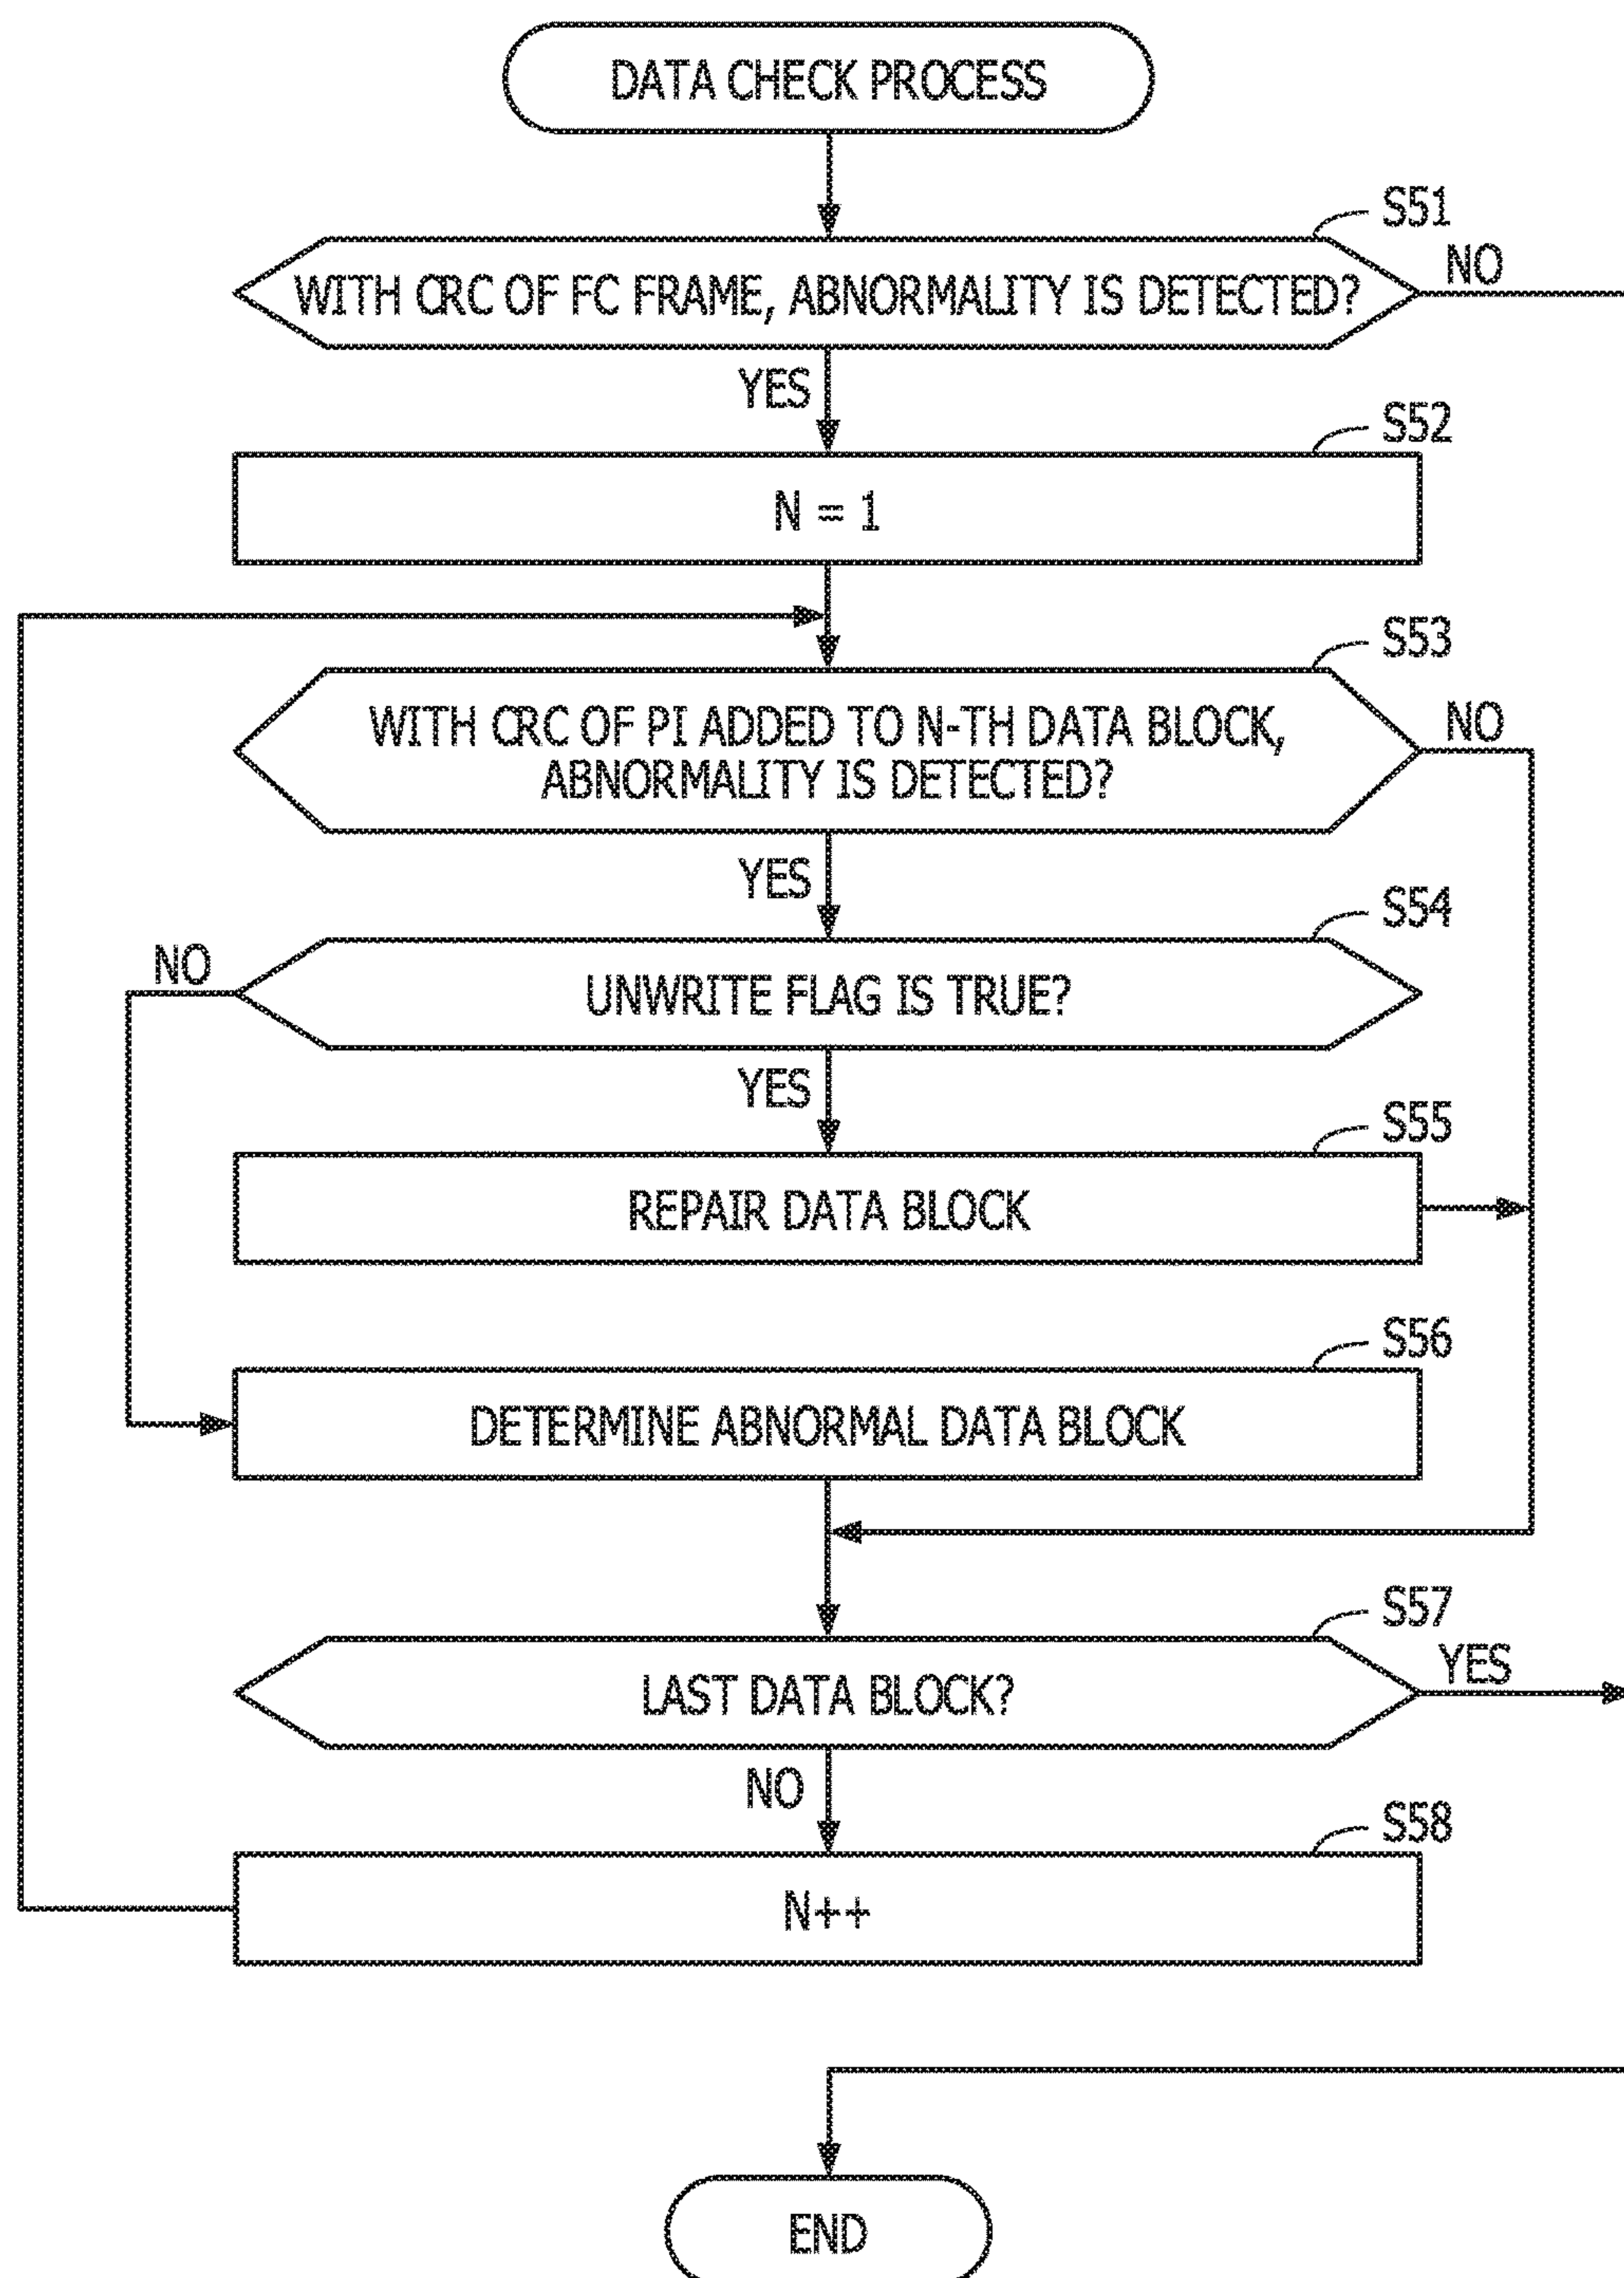 DATA CHECK PROCESS
S51
WITH CRC OF FC FRAME, ABNORMALITY IS DETECTED?
NO
YES
S52
N = 1
S53
WITH CRC OF PI ADDED TO N-TH DATA BLOCK,
ABNORMALITY IS DETECTED?
NO
YES
S54
NO
UNWRITE FLAG IS TRUE?
YES
S55
REPAIR DATA BLOCK
S56
DETERMINE ABNORMAL DATA BLOCK
S57
LAST DATA BLOCK?
YES
NO
S58
N++
END